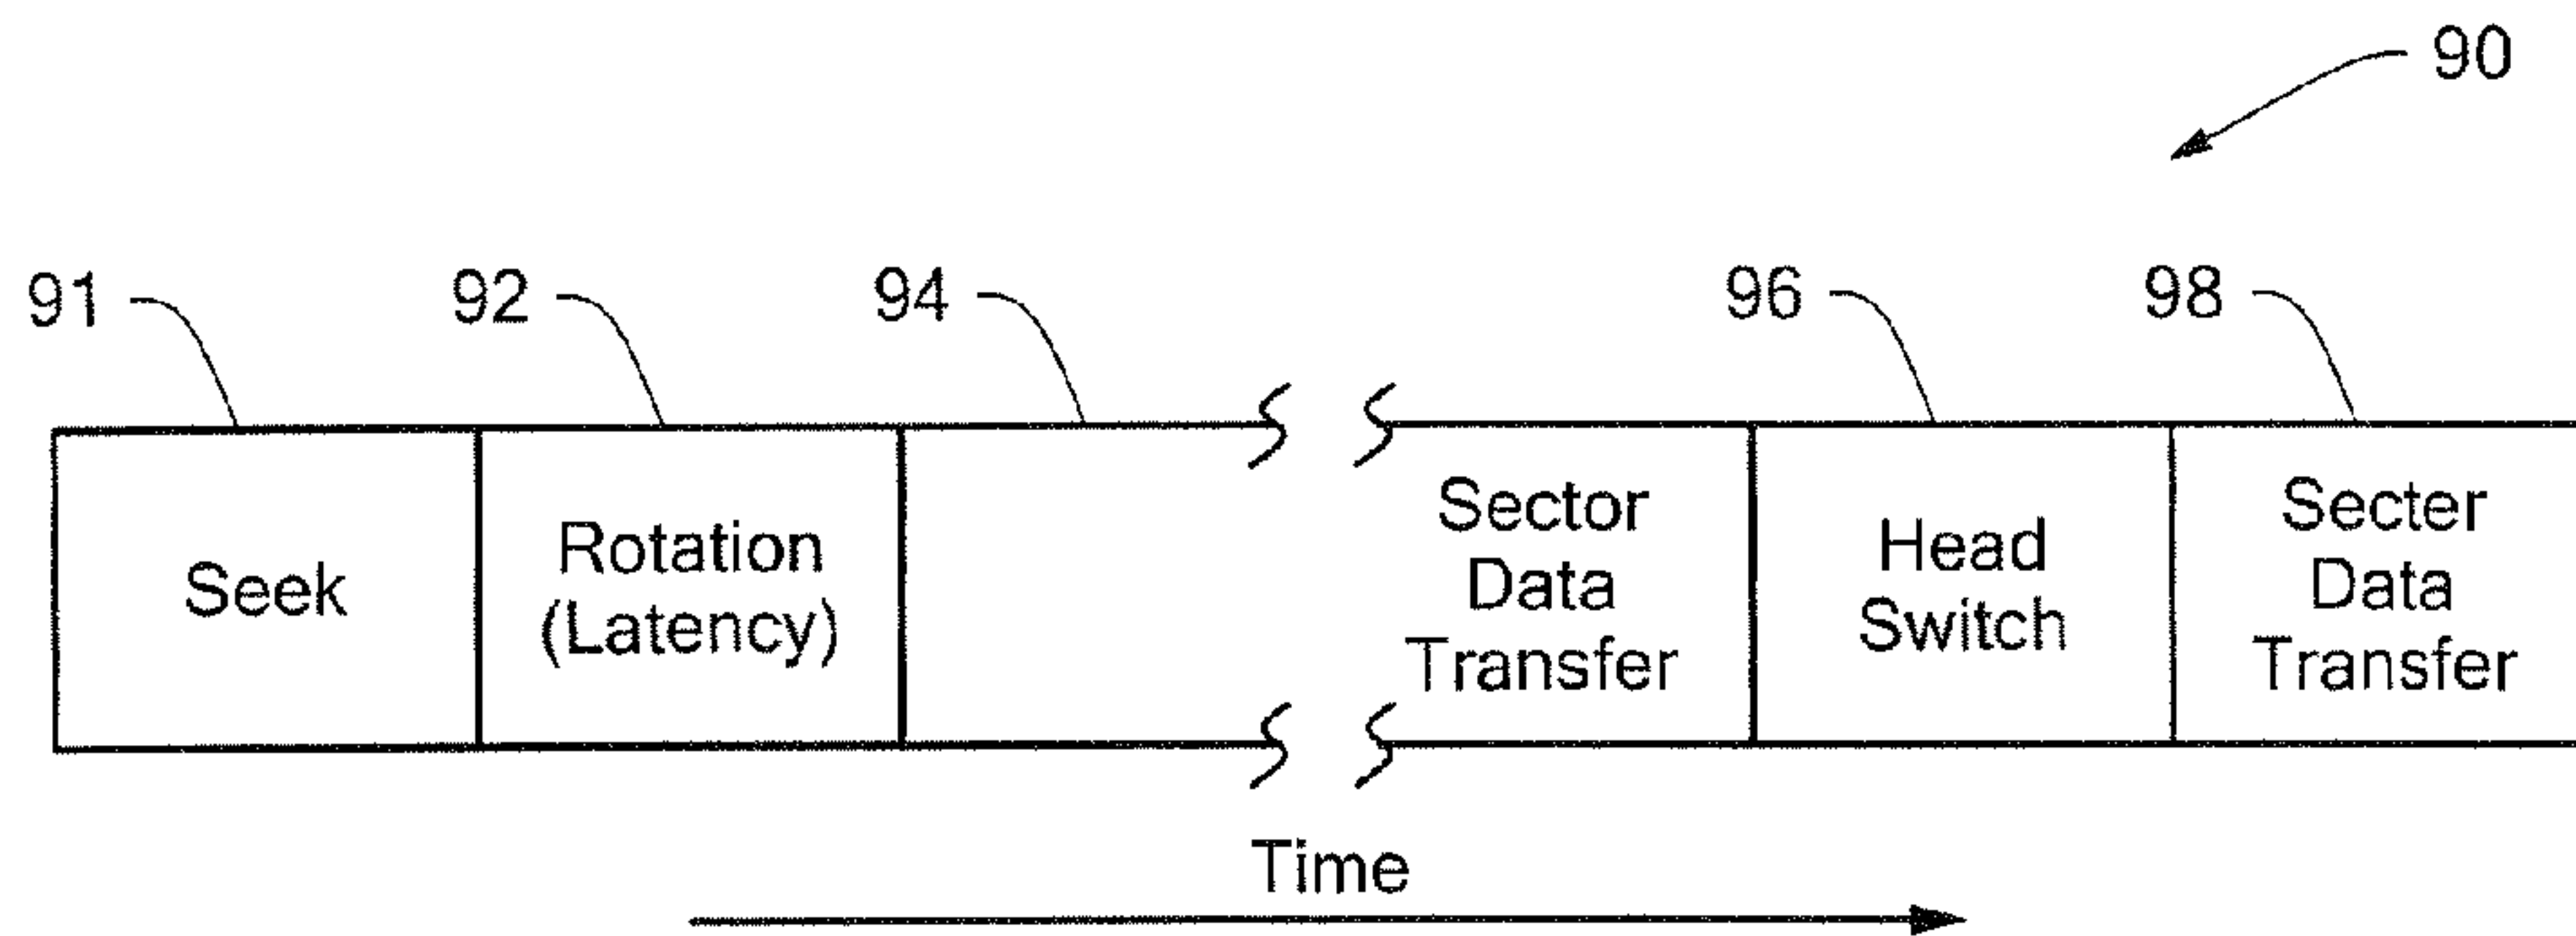 90
91
92
94
96
98
Seek
Rotation
(Latency)
Sector
Data
Transfer
Head
Switch
Secter
Data
Transfer
Time